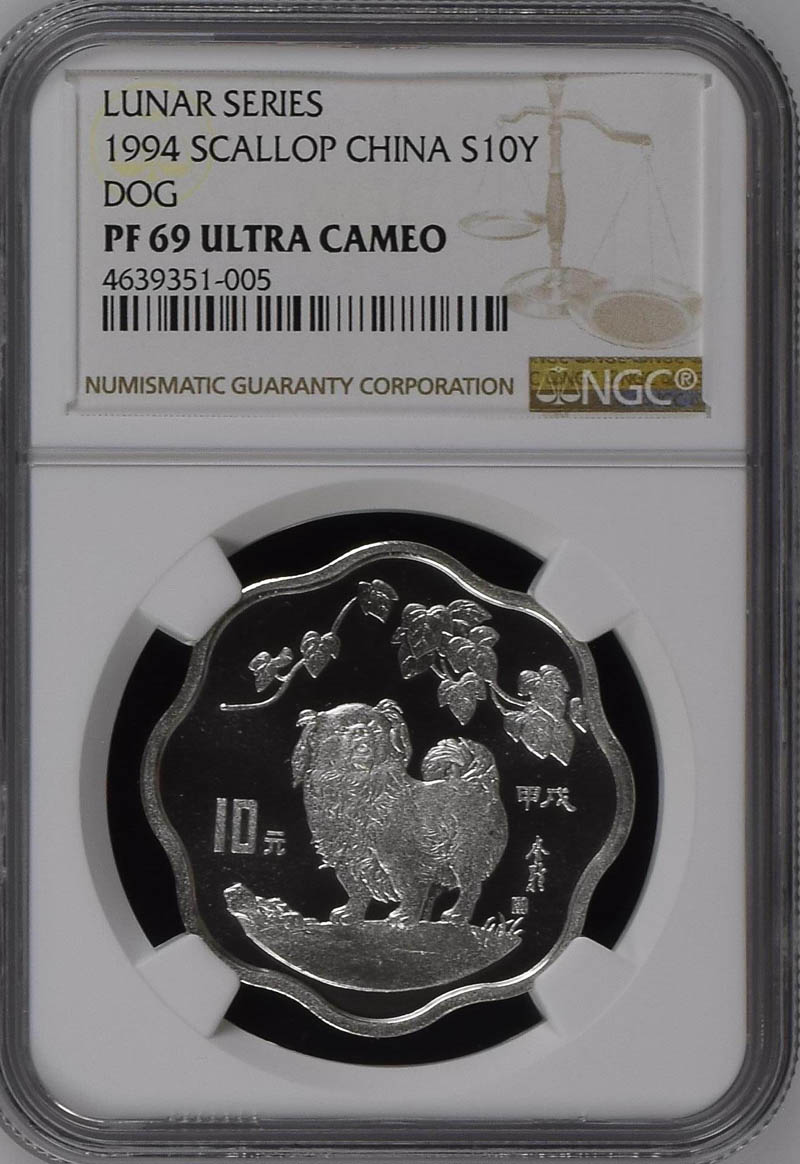 LUNAR SERIES
1994 SCALLOP CHINA S10Y
DOG
PF 69 ULTRA CAMEO
4639351-005
NUMISMATIC GUARANTY CORPORATION
NGC®
甲戌
10元